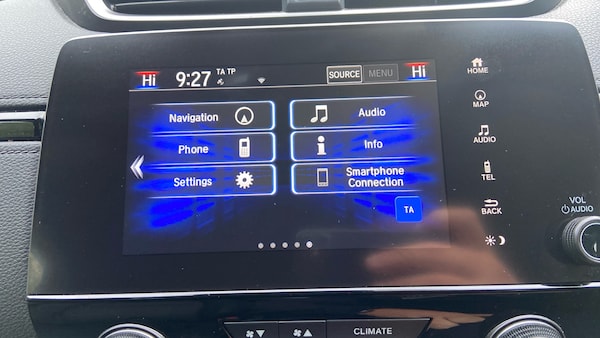 Hi 9:27 TA TP SOURCE MENU Hi
Navigation
Audio
Phone
Info
Settings
Smartphone
Connection
TA
HOME
MAP
AUDIO
TEL
BACK
VOL
AUDIO
CLIMATE